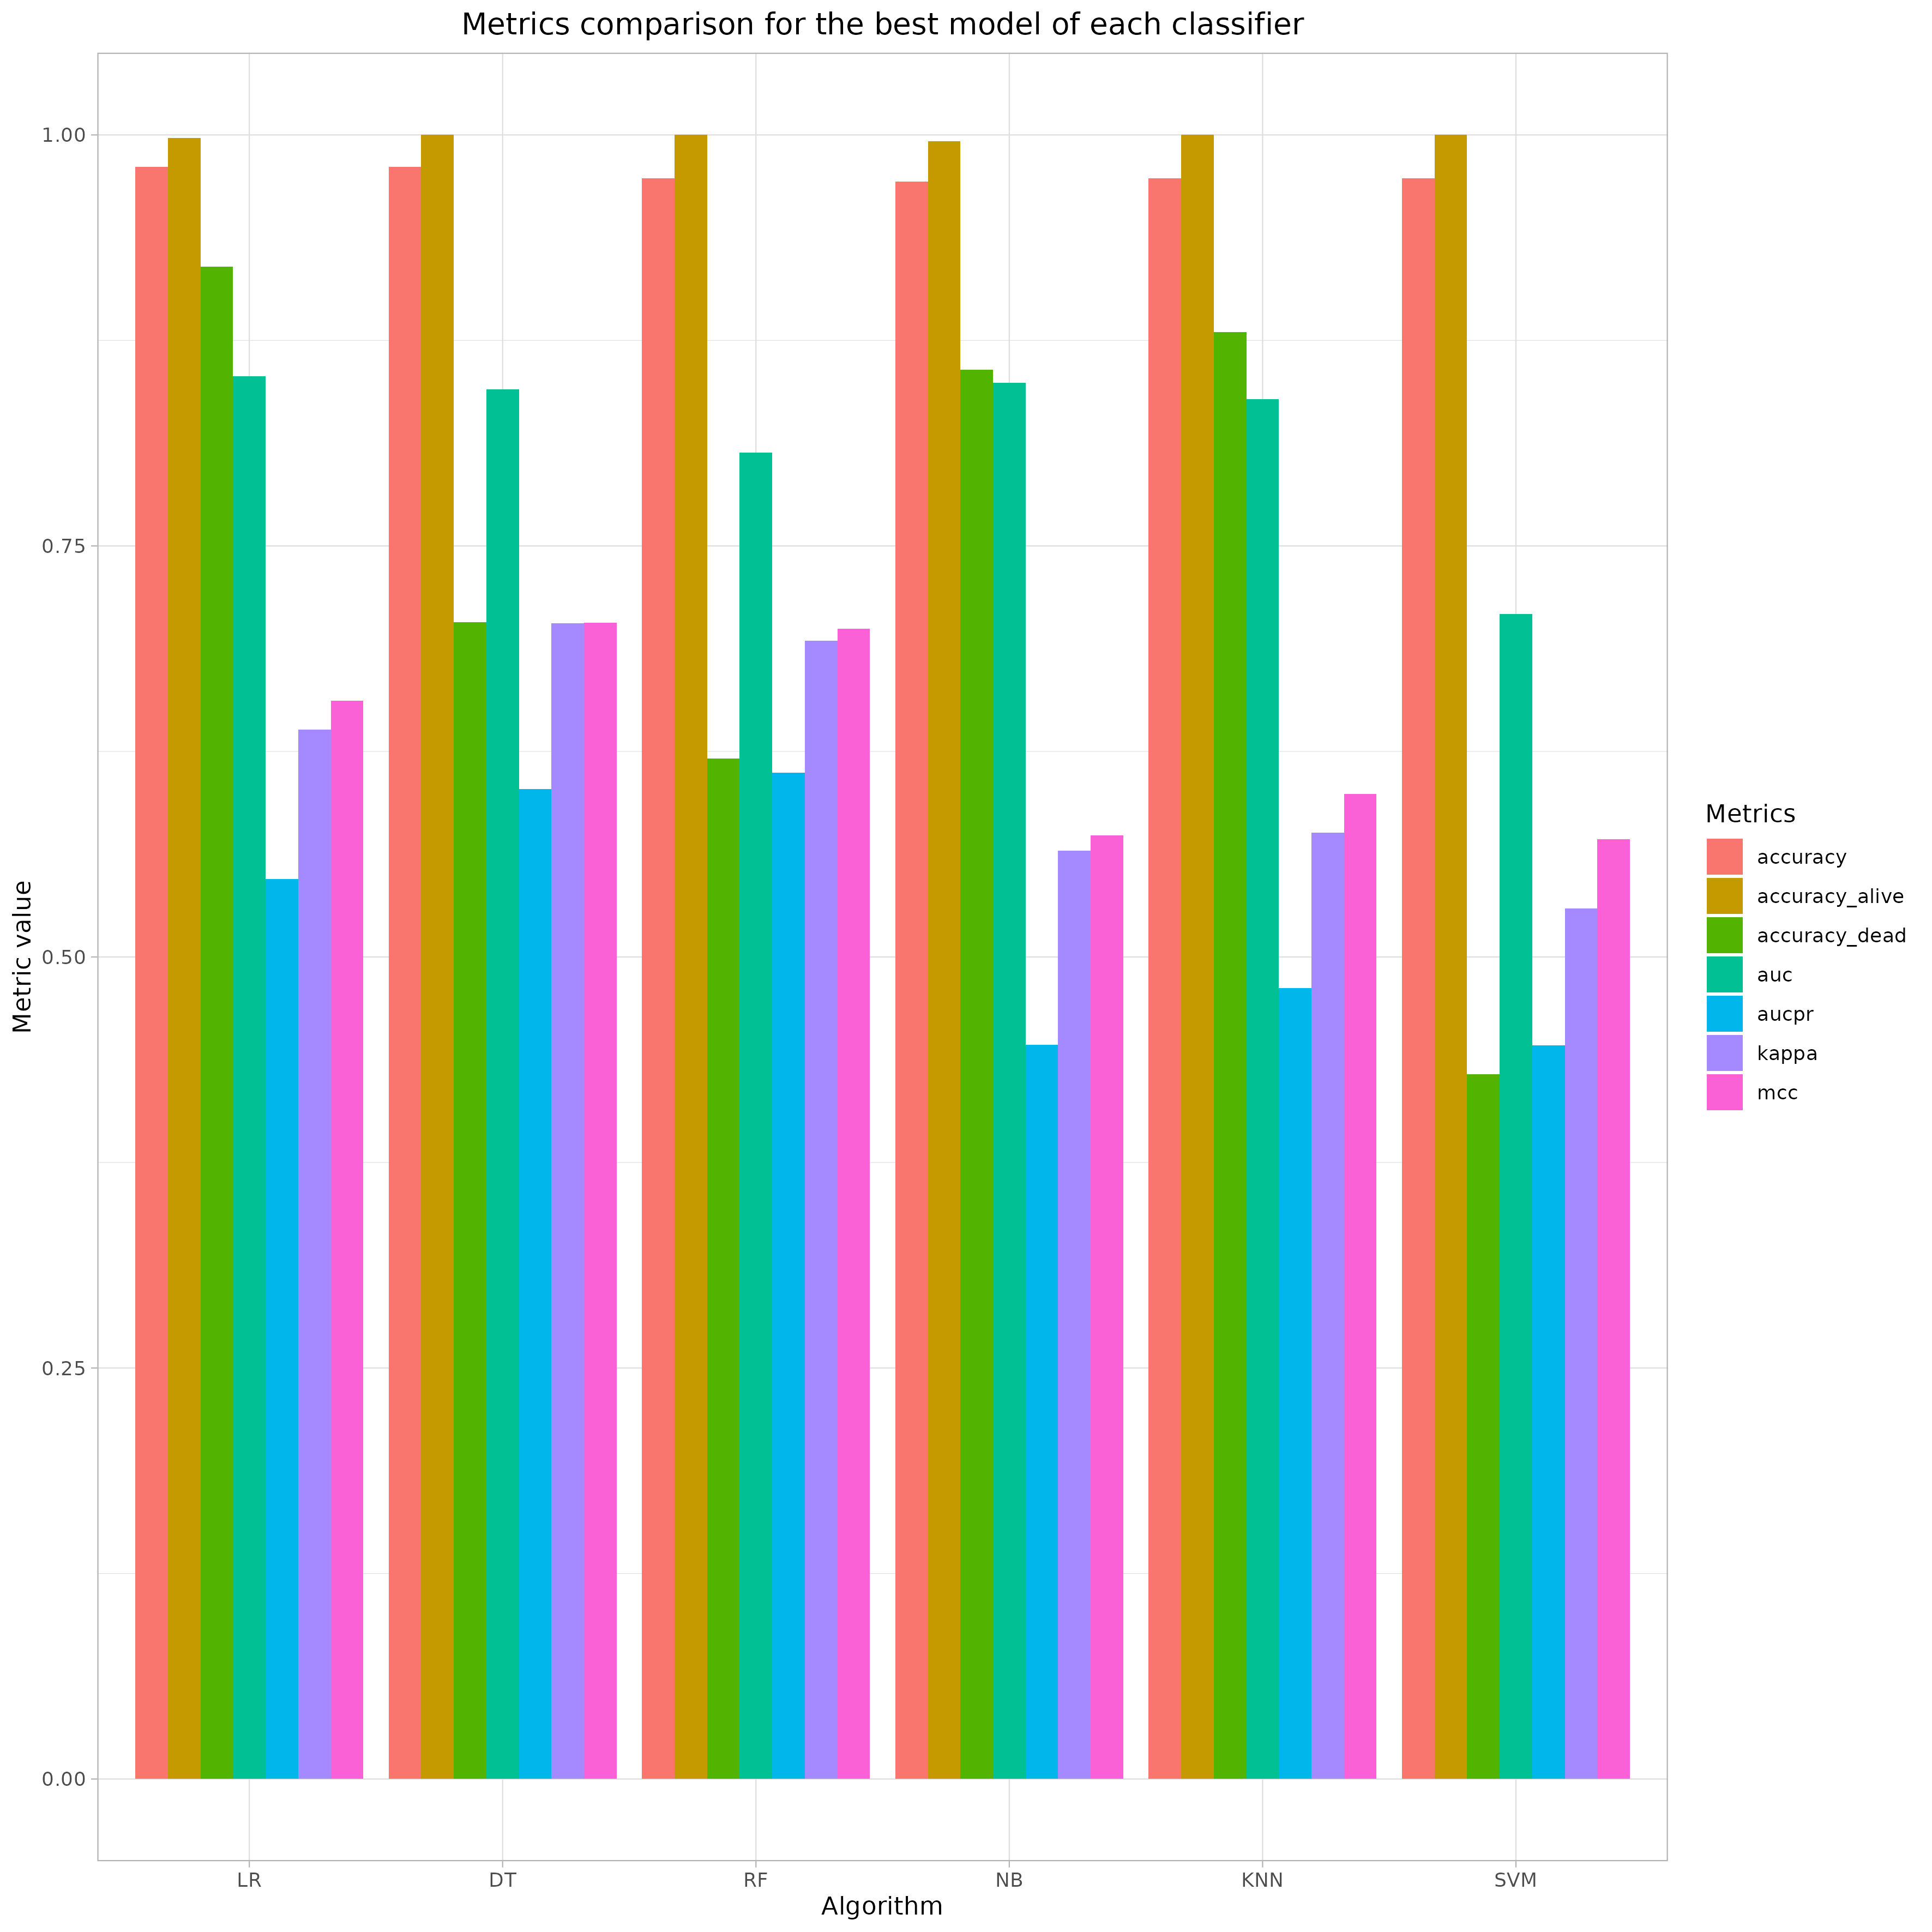 Metrics comparison for the best model of each classifier
Metric value
1.00
0.75
0.50
0.25
0.00
LR DT RF NB KNN SVM
Algorithm
Metrics
accuracy
accuracy_alive
accuracy_dead
auc
aucpr
kappa
mcc